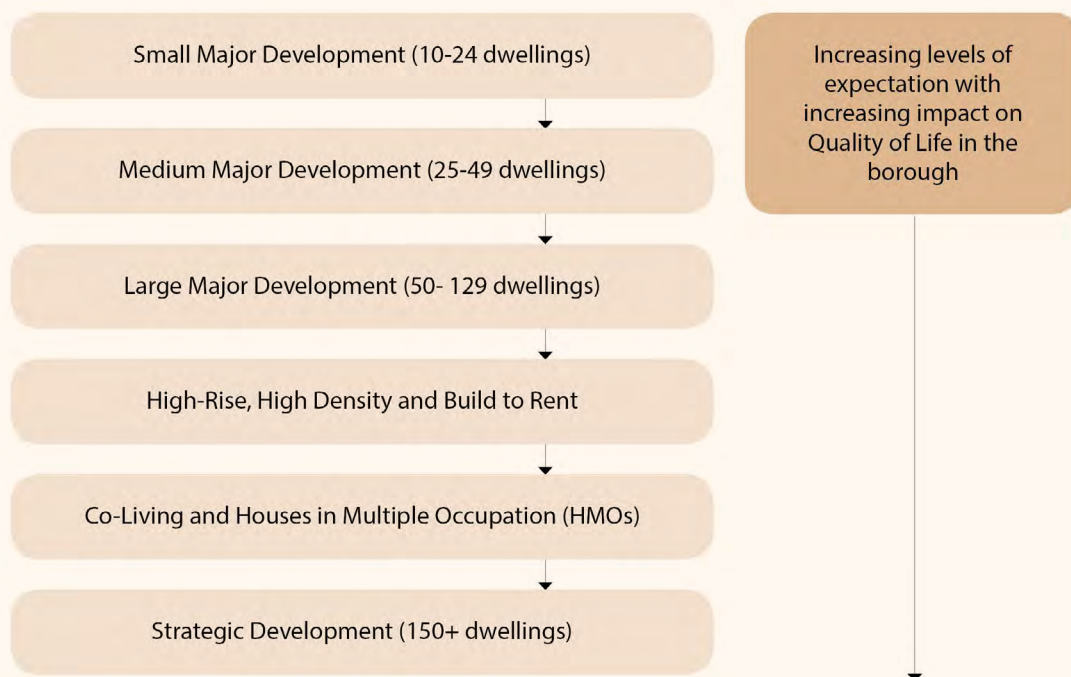 Small Major Development (10-24 dwellings)
Medium Major Development (25-49 dwellings)
Large Major Development (50- 129 dwellings)
High-Rise, High Density and Build to Rent
Co-Living and Houses in Multiple Occupation (HMOs)
Strategic Development (150+ dwellings)
Increasing levels of
expectation with
increasing impact on
Quality of Life in the
borough